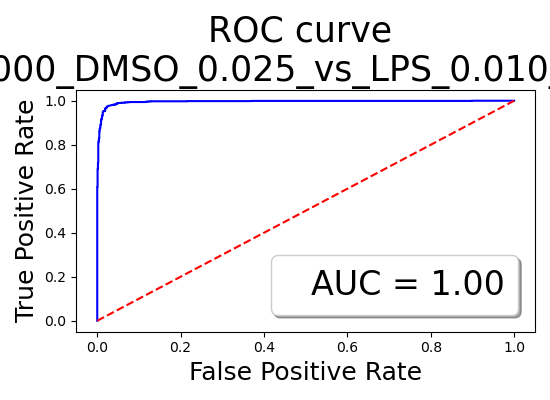 ROC curve
000_DMSO_0.025_vs_LPS_0.010_
True Positive Rate
1.0
0.8
0.6
0.4
0.2
0.0
AUC = 1.00
0.0 0.2 0.4 0.6 0.8 1.0
False Positive Rate